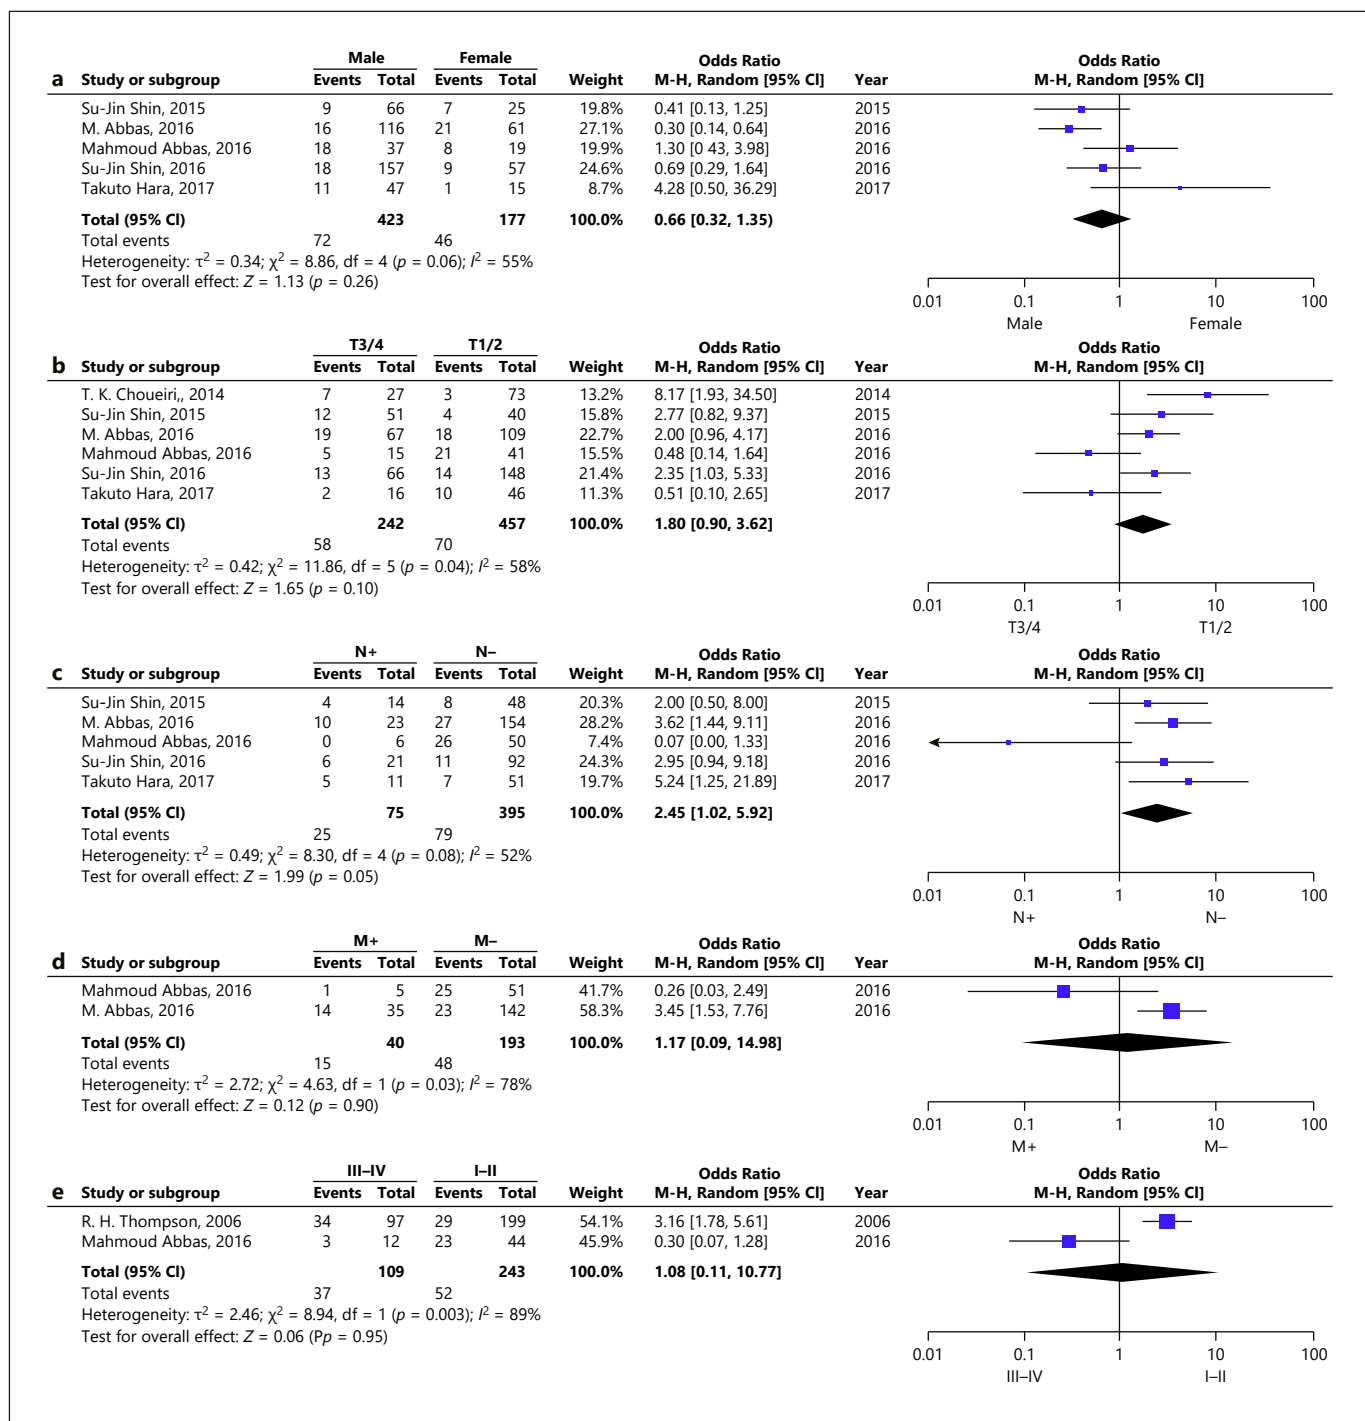 Male Female Odds Ratio Odds Ratio
a Study or subgroup Events Total Events Total Weight M-H, Random [95% CI] Year M-H, Random [95% CI]
Su-Jin Shin, 2015 9 66 7 25 19.8% 0.41 [0.13, 1.25] 2015
M. Abbas, 2016 16 116 21 61 27.1% 0.30 [0.14, 0.64] 2016
Mahmoud Abbas, 2016 18 37 8 19 19.9% 1.30 [0 43, 3.98] 2016
Su-Jin Shin, 2016 18 157 9 57 24.6% 0.69 [0.29, 1.64] 2016
Takuto Hara, 2017 11 47 1 15 8.7% 4.28 [0.50, 36.29] 2017
Total (95% CI) 423 177 100.0% 0.66 [0.32, 1.35)
Total events 72 46
Heterogeneity: τ² = 0.34; χ² = 8.86, df = 4 (p = 0.06); I² = 55%
Test for overall effect: Z = 1.13 (p = 0.26)
0.01 0.1 1 10 100
Male Female
T3/4 T1/2 Odds Ratio Odds Ratio
b Study or subgroup Events Total Events Total Weight M-H, Random [95% CI] Year M-H, Random [95% CI]
T. K. Choueiri,, 2014 7 27 3 73 13.2% 8.17 [1.93, 34.50] 2014
Su-Jin Shin, 2015 12 51 4 40 15.8% 2.77 [0.82, 9.37] 2015
M. Abbas, 2016 19 67 18 109 22.7% 2.00 [0.96, 4.17] 2016
Mahmoud Abbas, 2016 5 15 21 41 15.5% 0.48 [0.14, 1.64] 2016
Su-Jin Shin, 2016 13 66 14 148 21.4% 2.35 [1.03, 5.33] 2016
Takuto Hara, 2017 2 16 10 46 11.3% 0.51 [0.10, 2.65] 2017
Total (95% CI) 242 457 100.0% 1.80 [0.90, 3.62]
Total events 58 70
Heterogeneity: τ² = 0.42; χ² = 11.86, df = 5 (p = 0.04); I² = 58%
Test for overall effect: Z = 1.65 (p = 0.10)
0.01 0.1 1 10 100
T3/4 T1/2
N+ N– Odds Ratio Odds Ratio
c Study or subgroup Events Total Events Total Weight M-H, Random [95% CI] Year M-H, Random [95% CI]
Su-Jin Shin, 2015 4 14 8 48 20.3% 2.00 [0.50, 8.00] 2015
M. Abbas, 2016 10 23 27 154 28.2% 3.62 [1.44, 9.11] 2016
Mahmoud Abbas, 2016 0 6 26 50 7.4% 0.07 [0.00, 1.33] 2016
Su-Jin Shin, 2016 6 21 11 92 24.3% 2.95 [0.94, 9.18] 2016
Takuto Hara, 2017 5 11 7 51 19.7% 5.24 [1.25, 21.89] 2017
Total (95% CI) 75 395 100.0% 2.45 [1.02, 5.92]
Total events 25 79
Heterogeneity: τ² = 0.49; χ² = 8.30, df = 4 (p = 0.08); I² = 52%
Test for overall effect: Z = 1.99 (p = 0.05)
0.01 0.1 1 10 100
N+ N–
M+ M– Odds Ratio Odds Ratio
d Study or subgroup Events Total Events Total Weight M-H, Random [95% CI] Year M-H, Random [95% CI]
Mahmoud Abbas, 2016 1 5 25 51 41.7% 0.26 [0.03, 2.49] 2016
M. Abbas, 2016 14 35 23 142 58.3% 3.45 [1.53, 7.76] 2016
Total (95% CI) 40 193 100.0% 1.17 [0.09, 14.98]
Total events 15 48
Heterogeneity: τ² = 2.72; χ² = 4.63, df = 1 (p = 0.03); I² = 78%
Test for overall effect: Z = 0.12 (p = 0.90)
0.01 0.1 1 10 100
M+ M–
III–IV I–II Odds Ratio Odds Ratio
e Study or subgroup Events Total Events Total Weight M-H, Random [95% CI] Year M-H, Random [95% CI]
R. H. Thompson, 2006 34 97 29 199 54.1% 3.16 [1.78, 5.61] 2006
Mahmoud Abbas, 2016 3 12 23 44 45.9% 0.30 [0.07, 1.28] 2016
Total (95% CI) 109 243 100.0% 1.08 [0.11, 10.77]
Total events 37 52
Heterogeneity: τ² = 2.46; χ² = 8.94, df = 1 (p = 0.003); I² = 89%
Test for overall effect: Z = 0.06 (Pp = 0.95)
0.01 0.1 1 10 100
III–IV I–II